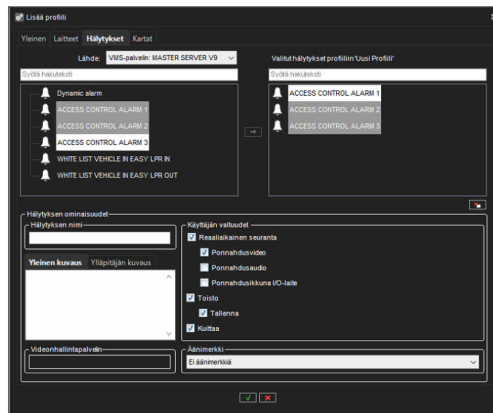 Lisää profiili
Yleinen Laitteet Hälytykset Kartat
Lähde: VMS-palvelin: MASTER SERVER V9
Valitut hälytykset profiiliin'Uusi Profiili'
Syötä hakuteksti
Syötä hakuteksti
Dynamic alarm
ACCESS CONTROL ALARM 1
ACCESS CONTROL ALARM 2
ACCESS CONTROL ALARM 3
WHITE LIST VEHICLE IN EASY LPR IN
WHITE LIST VEHICLE IN EASY LPR OUT
ACCESS CONTROL ALARM 1
ACCESS CONTROL ALARM 2
ACCESS CONTROL ALARM 3
Hälytyksen ominaisuudet
Hälytyksen nimi
Yleinen kuvaus Ylläpitäjän kuvaus
Videonhallintapalvelin
Käyttäjän valtuudet
Reaaliaikainen seuranta
Ponnahdusvideo
Ponnahdusaudio
Ponnahdusikkuna I/O-laite
Toisto
Tallenna
Kuittaa
Äänimerkki
Ei äänimerkkiä